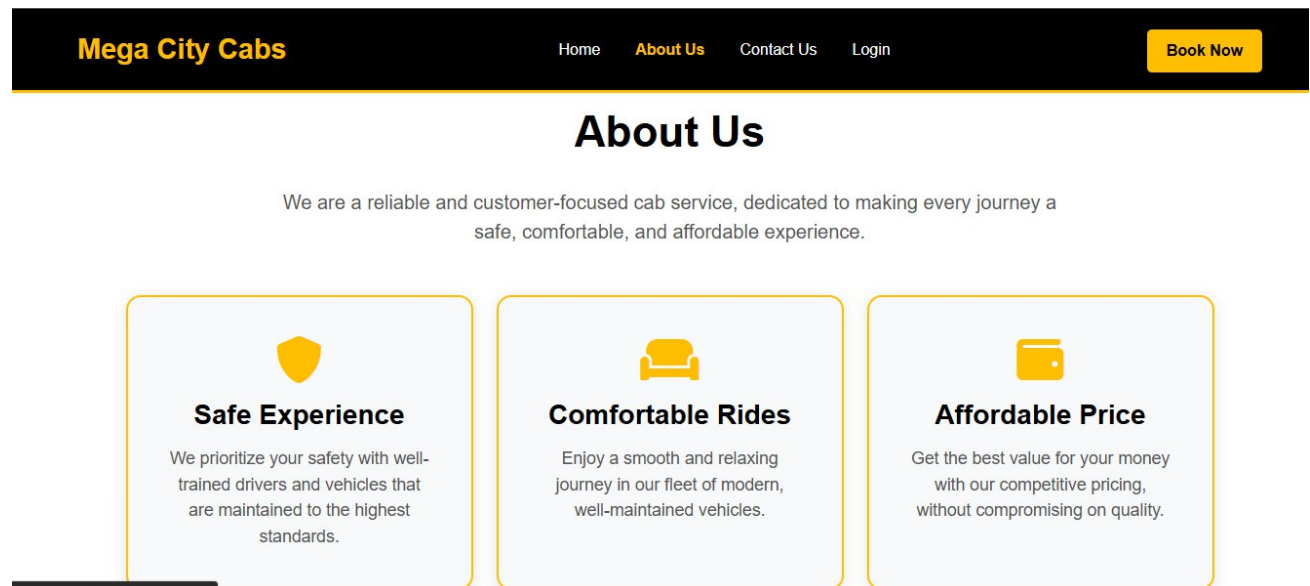 Mega City Cabs
Home
About Us
Contact Us
Login
Book Now
About Us
We are a reliable and customer-focused cab service, dedicated to making every journey a
safe, comfortable, and affordable experience.
Safe Experience
We prioritize your safety with well-
trained drivers and vehicles that
are maintained to the highest
standards.
Comfortable Rides
Enjoy a smooth and relaxing
journey in our fleet of modern,
well-maintained vehicles.
Affordable Price
Get the best value for your money
with our competitive pricing,
without compromising on quality.